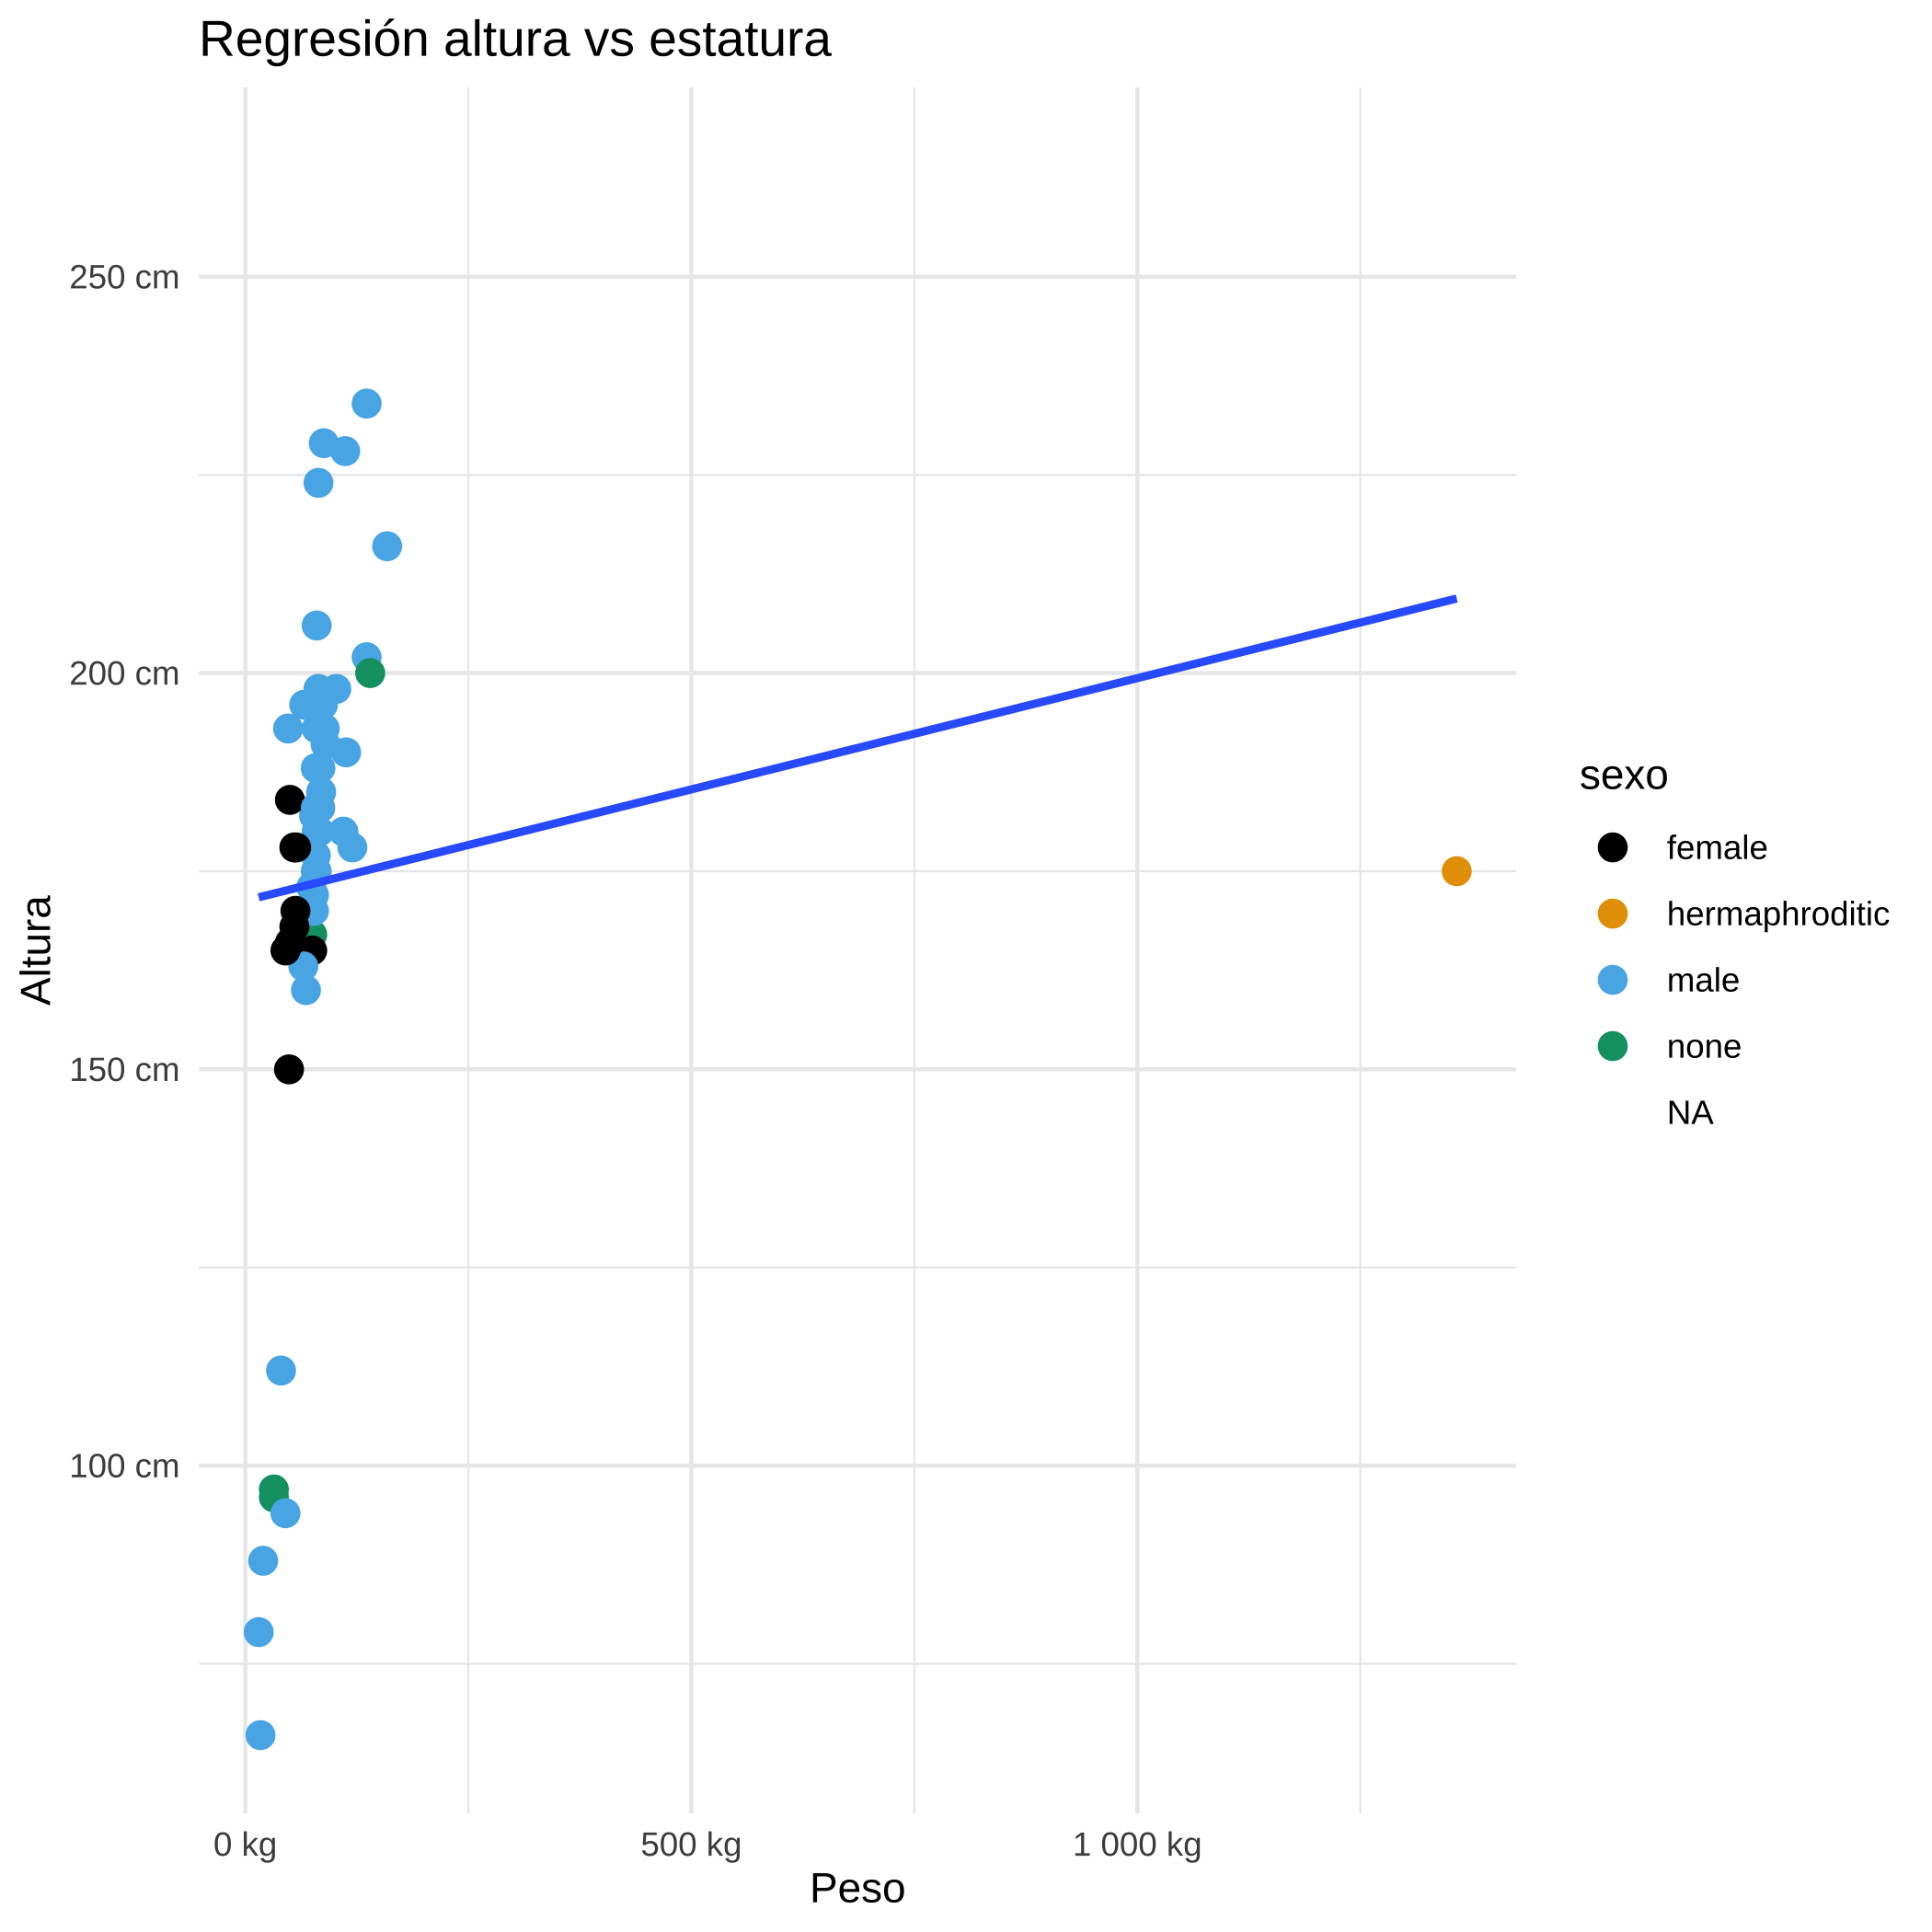 Regresión altura vs estatura
250 cm
200 cm
150 cm
100 cm
Altura
0 kg
500 kg
1 000 kg
Peso
sexo
female
hermaphroditic
male
none
NA